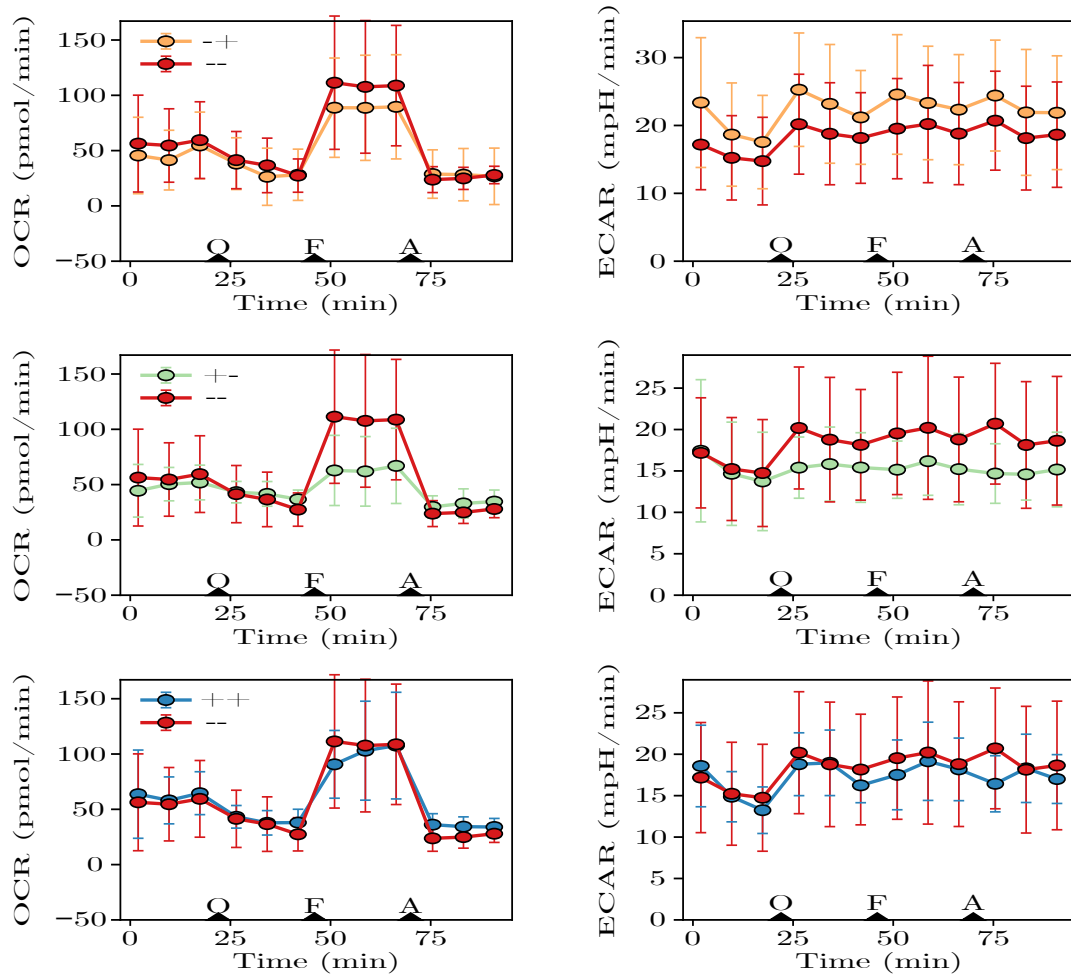 OCR (pmol/min)
150
100
50
0
−50
-+
--
O F A
0 25 50 75
Time (min)
ECAR (mpH/min)
30
20
10
0
O F A
0 25 50 75
Time (min)
OCR (pmol/min)
150
100
50
0
−50
+-
--
O F A
0 25 50 75
Time (min)
ECAR (mpH/min)
25
20
15
10
5
0
O F A
0 25 50 75
Time (min)
OCR (pmol/min)
150
100
50
0
−50
++
--
O F A
0 25 50 75
Time (min)
ECAR (mpH/min)
25
20
15
10
5
0
O F A
0 25 50 75
Time (min)